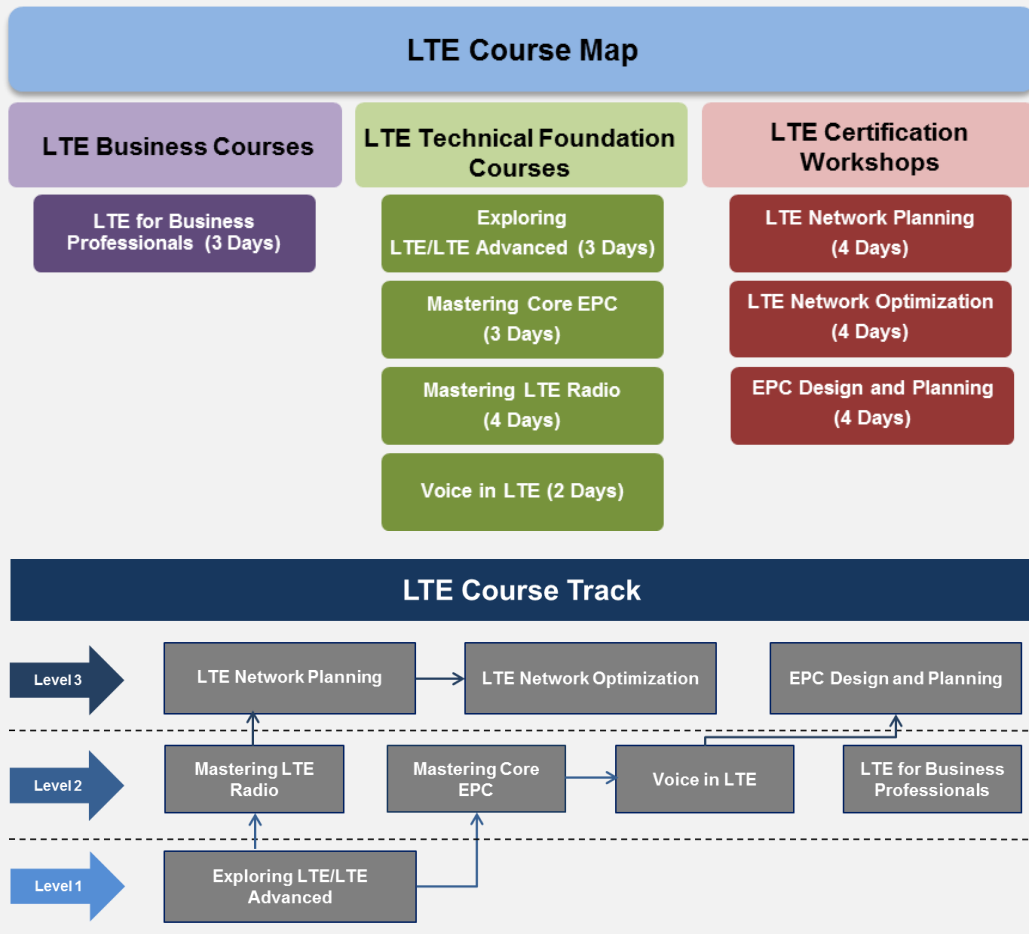 LTE Course Map
LTE Business Courses
LTE for Business
Professionals (3 Days)
LTE Technical Foundation
Courses
Exploring
LTE/LTE Advanced (3 Days)
Mastering Core EPC
(3 Days)
Mastering LTE Radio
(4 Days)
Voice in LTE (2 Days)
LTE Certification
Workshops
LTE Network Planning
(4 Days)
LTE Network Optimization
(4 Days)
EPC Design and Planning
(4 Days)
LTE Course Track
Level 3
LTE Network Planning
LTE Network Optimization
EPC Design and Planning
Level 2
Mastering LTE
Radio
Mastering Core
EPC
Voice in LTE
LTE for Business
Professionals
Level 1
Exploring LTE/LTE
Advanced